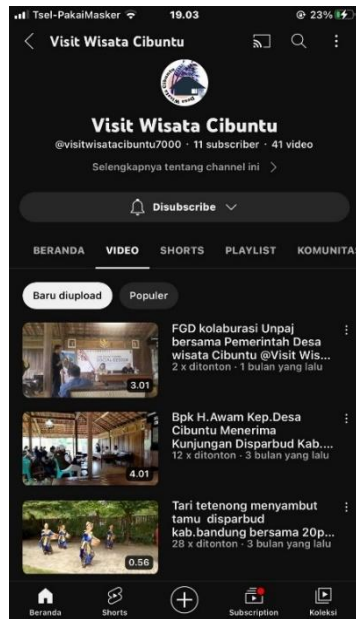 Tsel-PakaiMasker 19.03 23%
Visit Wisata Cibuntu
Visit Wisata Cibuntu
@visitwisatacibuntu7000 · 11 subscriber · 41 video
Selengkapnya tentang channel ini
Disubscribe
BERANDA VIDEO SHORTS PLAYLIST KOMUNITA
Baru diupload Populer
FGD kolaburasi Unpaj
bersama Pemerintah Desa
wisata Cibuntu @Visit Wis...
2 x ditonton · 1 bulan yang lalu
3.01
Bpk H.Awam Kep.Desa
Cibuntu Menerima
Kunjungan Disparbud Kab....
12 x ditonton · 3 bulan yang lalu
4.01
Tari tetenong menyambut
tamu disparbud
kab.bandung bersama 20p...
28 x ditonton · 3 bulan yang lalu
0.56
Beranda Shorts Subscription Koleksi